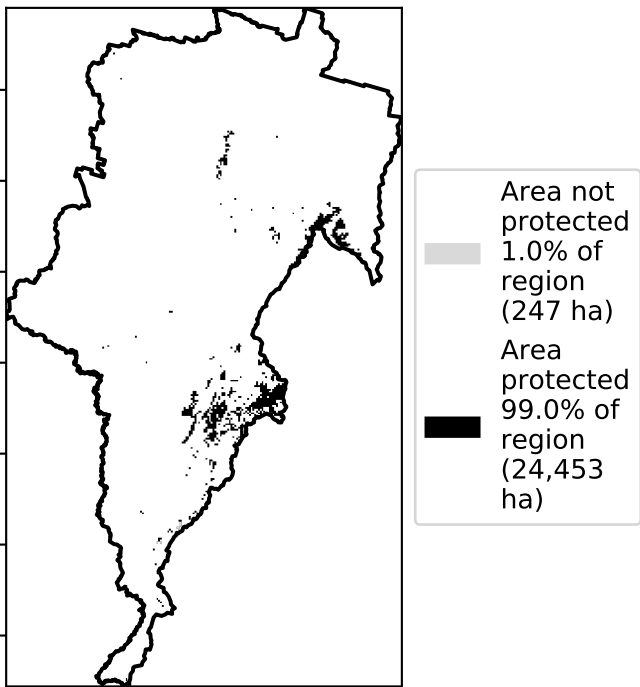 Area not
protected
1.0% of
region
(247 ha)
Area
protected
99.0% of
region
(24,453
ha)